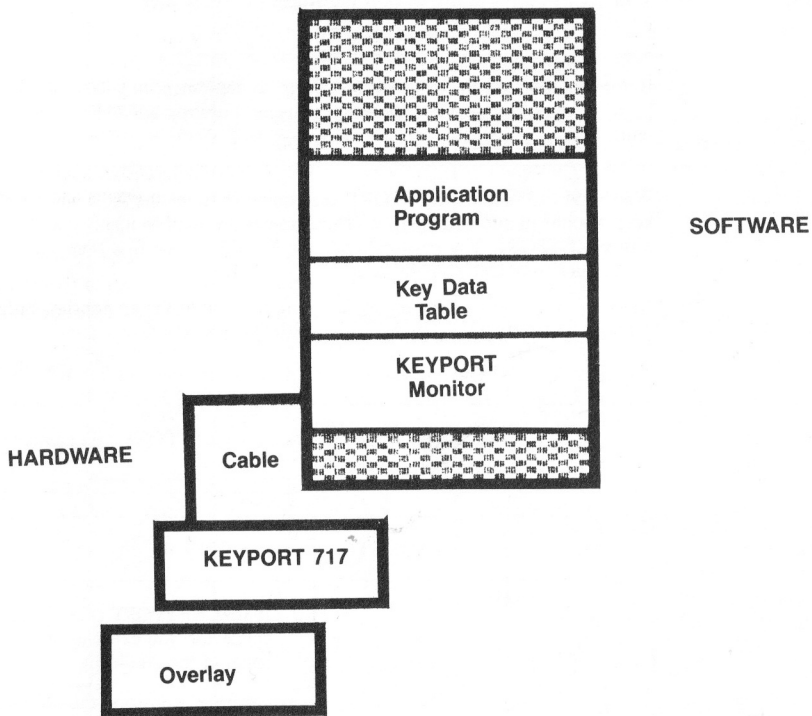 Application
Program
SOFTWARE
Key Data
Table
KEYPORT
Monitor
HARDWARE
Cable
KEYPORT 717
Overlay